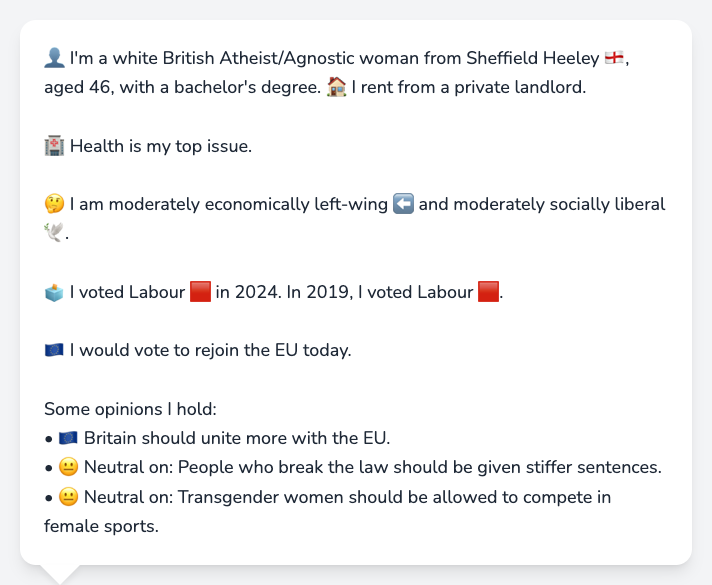 👤 I'm a white British Atheist/Agnostic woman from Sheffield Heeley 🏴󠁧󠁢󠁥󠁮󠁧󠁿,
aged 46, with a bachelor's degree. 🏠 I rent from a private landlord.
🏥 Health is my top issue.
🤔 I am moderately economically left-wing ⬅️ and moderately socially liberal
🕊️.
🗳️ I voted Labour 🟥 in 2024. In 2019, I voted Labour 🟥.
🇪🇺 I would vote to rejoin the EU today.
Some opinions I hold:
• 🇪🇺 Britain should unite more with the EU.
• 😐 Neutral on: People who break the law should be given stiffer sentences.
• 😐 Neutral on: Transgender women should be allowed to compete in
female sports.